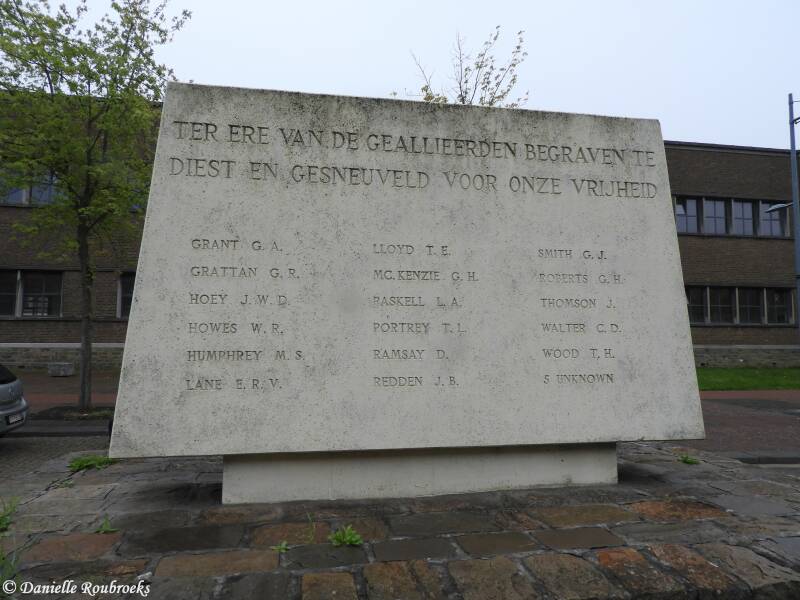 TER ERE VAN DE GEALLIEERDEN BEGRAVEN TE
DIEST EN GESNEUVELD VOOR ONZE VRIJHEID
GRANT G. A.
GRATTAN G. R.
HOEY J. W. D.
HOWES W. R.
HUMPHREY M. S.
LANE E. R. V.
LLOYD T. E.
MC. KENZIE G. H.
PASKELL L. A.
PORTREY T. L.
RAMSAY D.
REDDEN J. B.
SMITH G. J.
ROBERTS G. H.
THOMSON J.
WALTER C. D.
WOOD T. H.
5 UNKNOWN
© Danielle Roubroeks